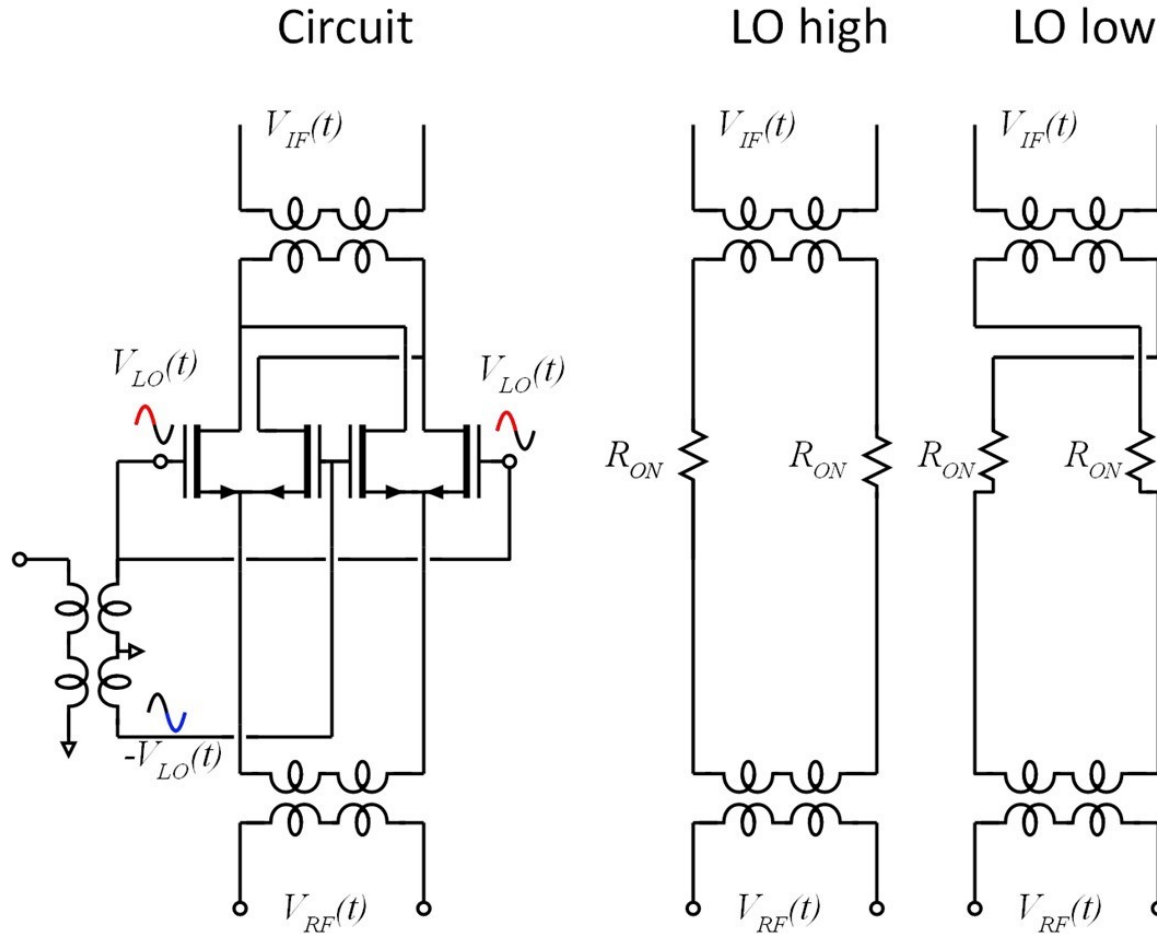 Circuit
LO high
LO low
V_IF(t)
V_IF(t)
V_IF(t)
V_LO(t)
V_LO(t)
R_ON
R_ON
R_ON
R_ON
-V_LO(t)
V_RF(t)
V_RF(t)
V_RF(t)